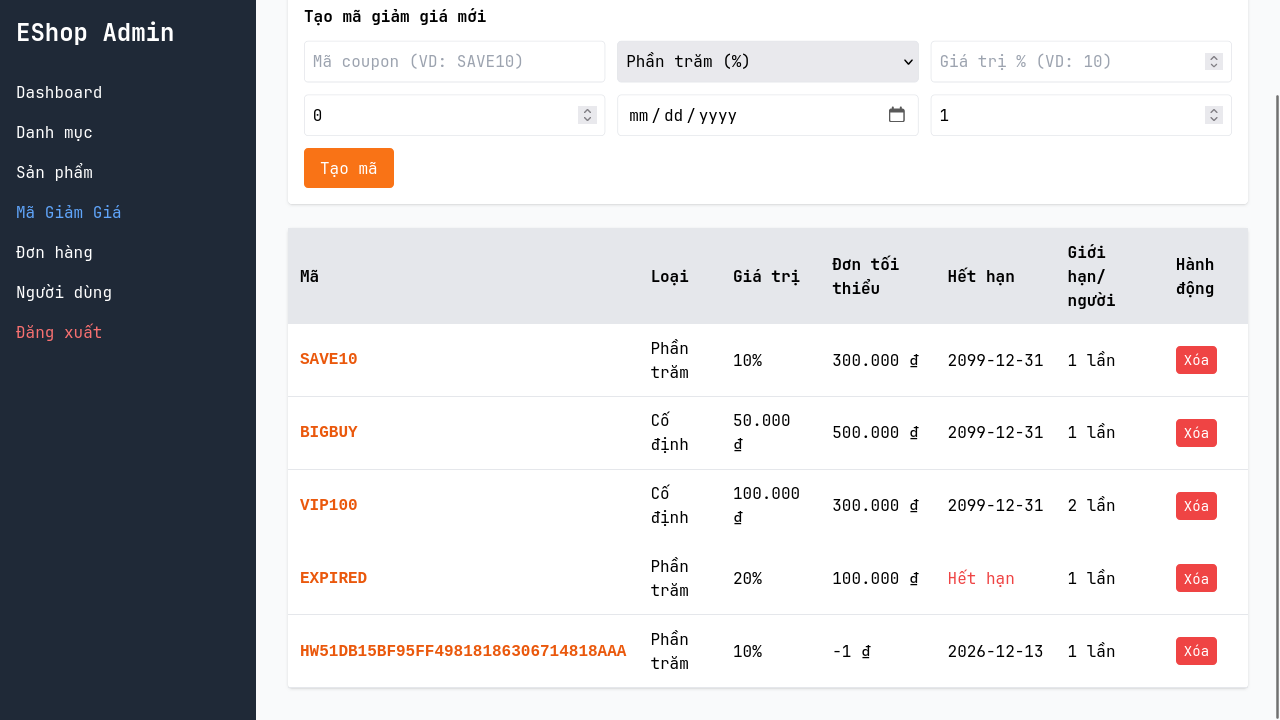 EShop Admin
Dashboard
Danh mục
Sản phẩm
Mã Giảm Giá
Đơn hàng
Người dùng
Đăng xuất
Tạo mã giảm giá mới
Mã coupon (VD: SAVE10)
Phần trăm (%)
Giá trị % (VD: 10)
0
mm/dd/yyyy
1
Tạo mã
Mã
Loại
Giá trị
Đơn tối
thiểu
Hết hạn
Giới
hạn/
người
Hành
động
SAVE10
Phần
trăm
10%
300.000 ₫
2099-12-31
1 lần
Xóa
BIGBUY
Cố
định
50.000
₫
500.000 ₫
2099-12-31
1 lần
Xóa
VIP100
Cố
định
100.000
₫
300.000 ₫
2099-12-31
2 lần
Xóa
EXPIRED
Phần
trăm
20%
100.000 ₫
Hết hạn
1 lần
Xóa
HW51DB15BF95FF49818186306714818AAA
Phần
trăm
10%
-1 ₫
2026-12-13
1 lần
Xóa